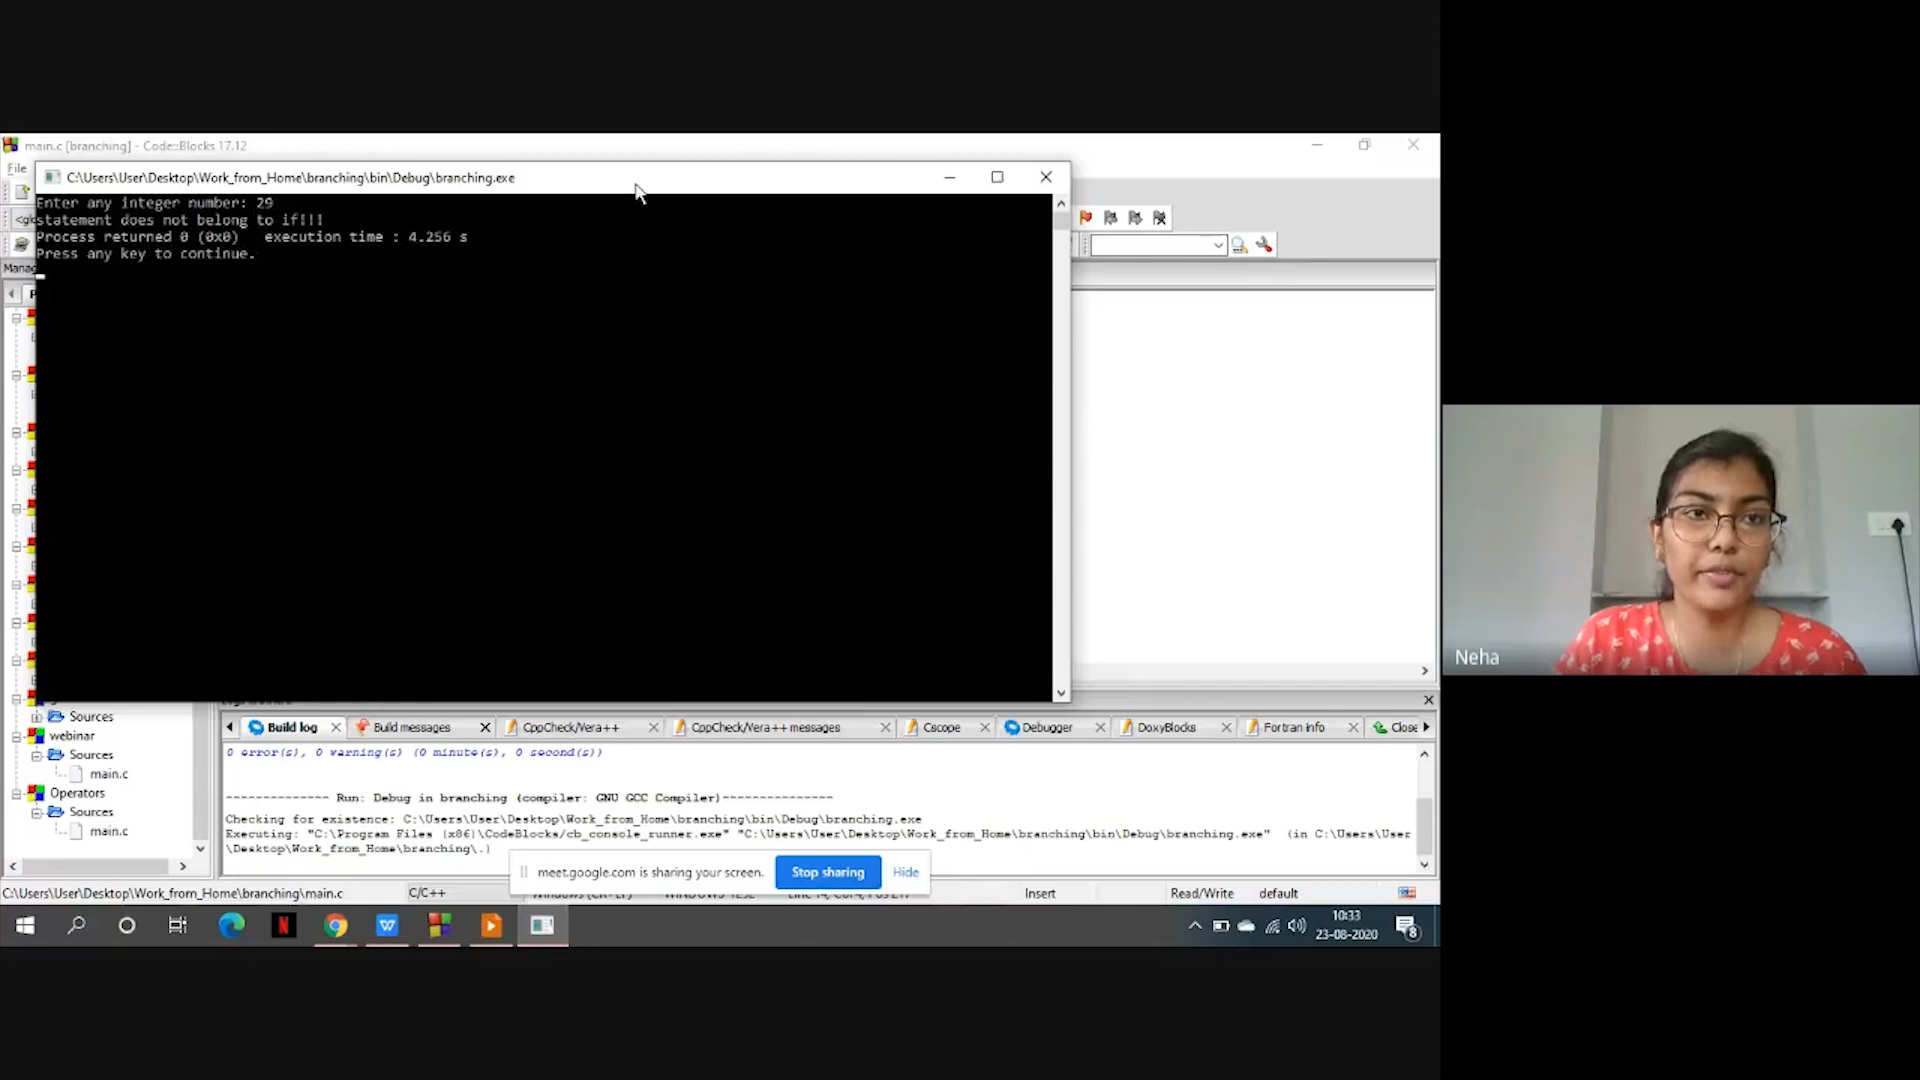 main.c [branching] - Code::Blocks 17.12
File
C:\Users\User\Desktop\Work_from_Home\branching\bin\Debug\branching.exe
Enter any integer number: 29
statement does not belong to if!!!
Process returned 0 (0x0)   execution time : 4.256 s
Press any key to continue.
Sources
webinar
Sources
main.c
Operators
Sources
main.c
Build log
Build messages
CppCheck/Vera++
CppCheck/Vera++ messages
Cscope
Debugger
DoxyBlocks
Fortran info
0 error(s), 0 warning(s) (0 minute(s), 0 second(s))
-------------- Run: Debug in branching (compiler: GNU GCC Compiler)---------------
Checking for existence: C:\Users\User\Desktop\Work_from_Home\branching\bin\Debug\branching.exe
Executing: "C:\Program Files (x86)\CodeBlocks/cb_console_runner.exe" "C:\Users\User\Desktop\Work_from_Home\branching\bin\Debug\branching.exe"  (in C:\Users\User
\Desktop\Work_from_Home\branching\.)
meet.google.com is sharing your screen.
Stop sharing
Hide
C:\Users\User\Desktop\Work_from_Home\branching\main.c
C/C++
Insert
Read/Write
default
10:33
23-08-2020
8
Neha